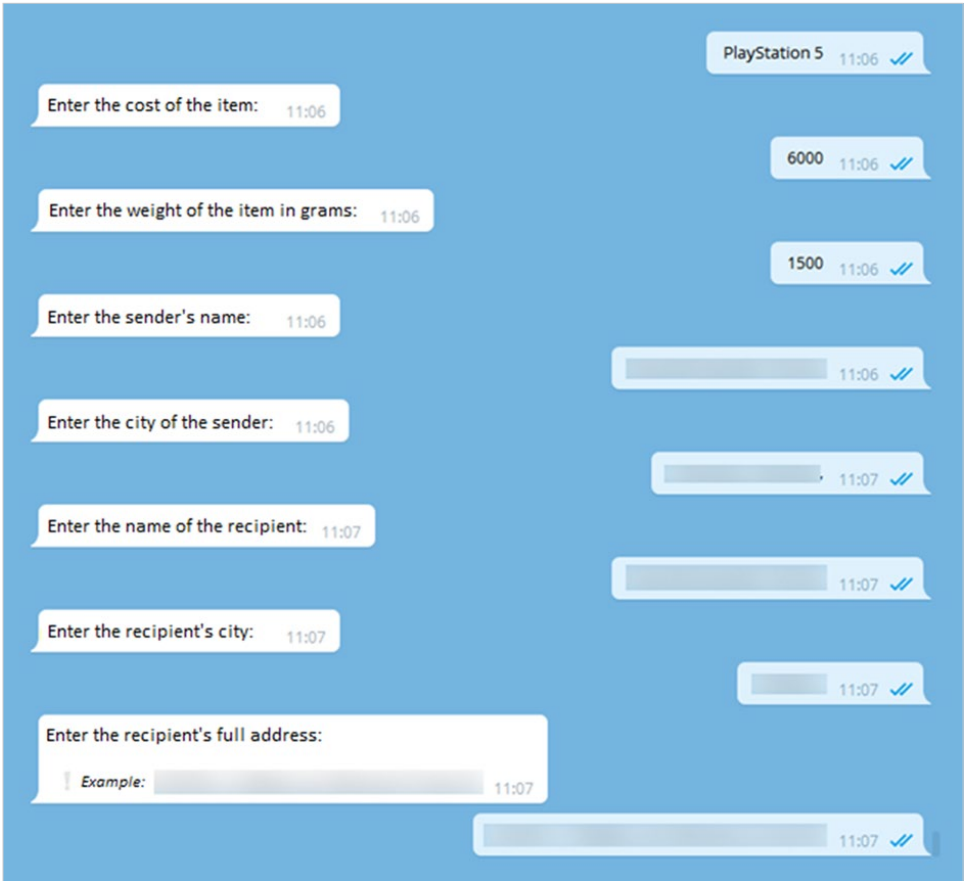 PlayStation 5 11:06
Enter the cost of the item: 11:06
6000 11:06
Enter the weight of the item in grams: 11:06
1500 11:06
Enter the sender's name: 11:06
11:06
Enter the city of the sender: 11:06
, 11:07
Enter the name of the recipient: 11:07
11:07
Enter the recipient's city: 11:07
11:07
Enter the recipient's full address:
! Example: 11:07
11:07